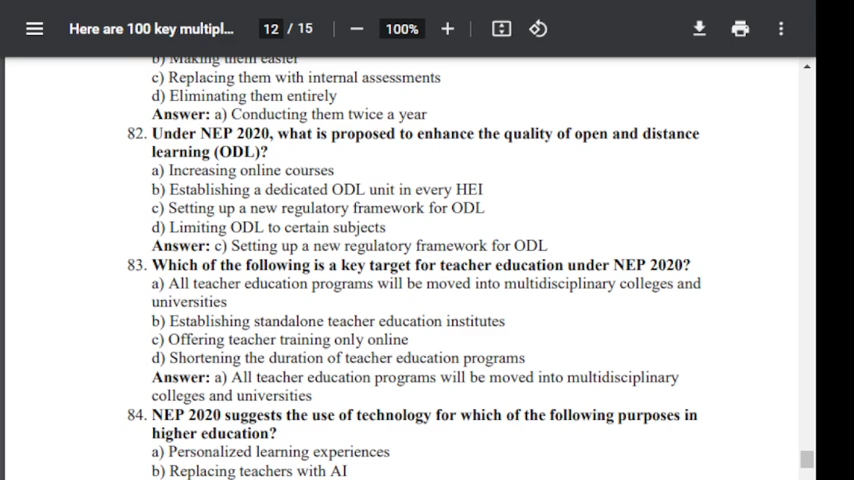 Here are 100 key multipl...
12 / 15
100%
b) Making them easier
c) Replacing them with internal assessments
d) Eliminating them entirely
Answer: a) Conducting them twice a year
82. Under NEP 2020, what is proposed to enhance the quality of open and distance
learning (ODL)?
a) Increasing online courses
b) Establishing a dedicated ODL unit in every HEI
c) Setting up a new regulatory framework for ODL
d) Limiting ODL to certain subjects
Answer: c) Setting up a new regulatory framework for ODL
83. Which of the following is a key target for teacher education under NEP 2020?
a) All teacher education programs will be moved into multidisciplinary colleges and
universities
b) Establishing standalone teacher education institutes
c) Offering teacher training only online
d) Shortening the duration of teacher education programs
Answer: a) All teacher education programs will be moved into multidisciplinary
colleges and universities
84. NEP 2020 suggests the use of technology for which of the following purposes in
higher education?
a) Personalized learning experiences
b) Replacing teachers with AI